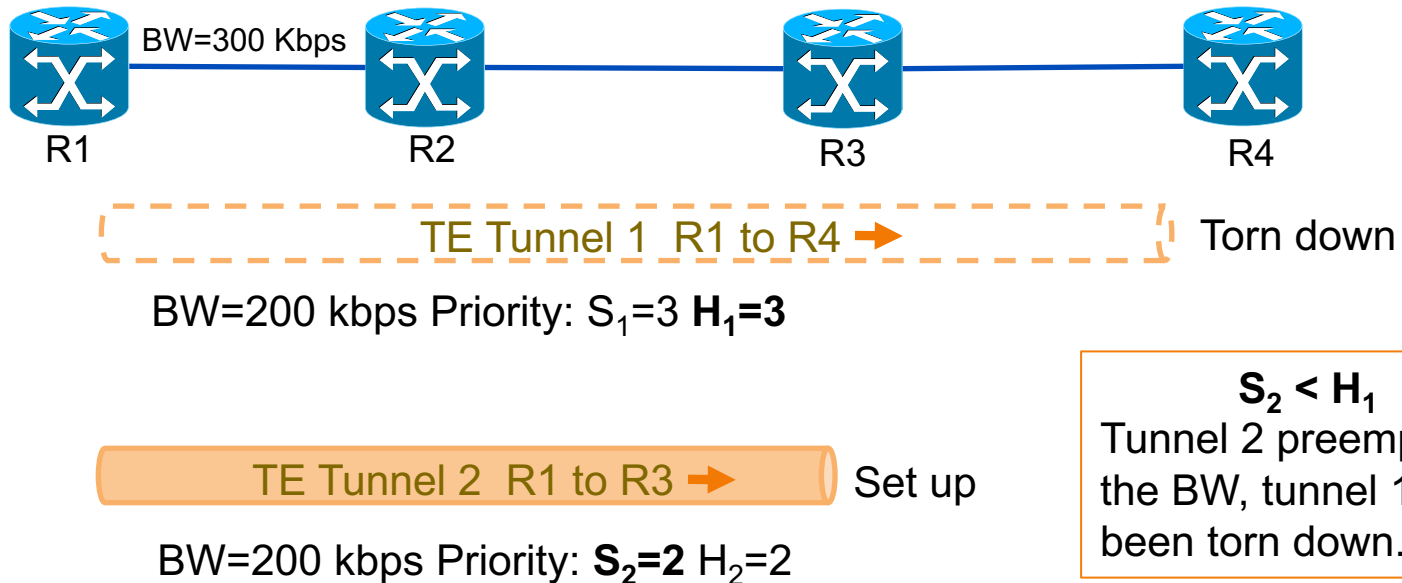 BW=300 Kbps
R1 R2 R3 R4
TE Tunnel 1 R1 to R4
Torn down
BW=200 kbps Priority: S₁=3 H₁=3
S₂ < H₁
Tunnel 2
the BW, tunnel
been torn down.
TE Tunnel 2 R1 to R3
Set up
BW=200 kbps Priority: S₂=2 H₂=2